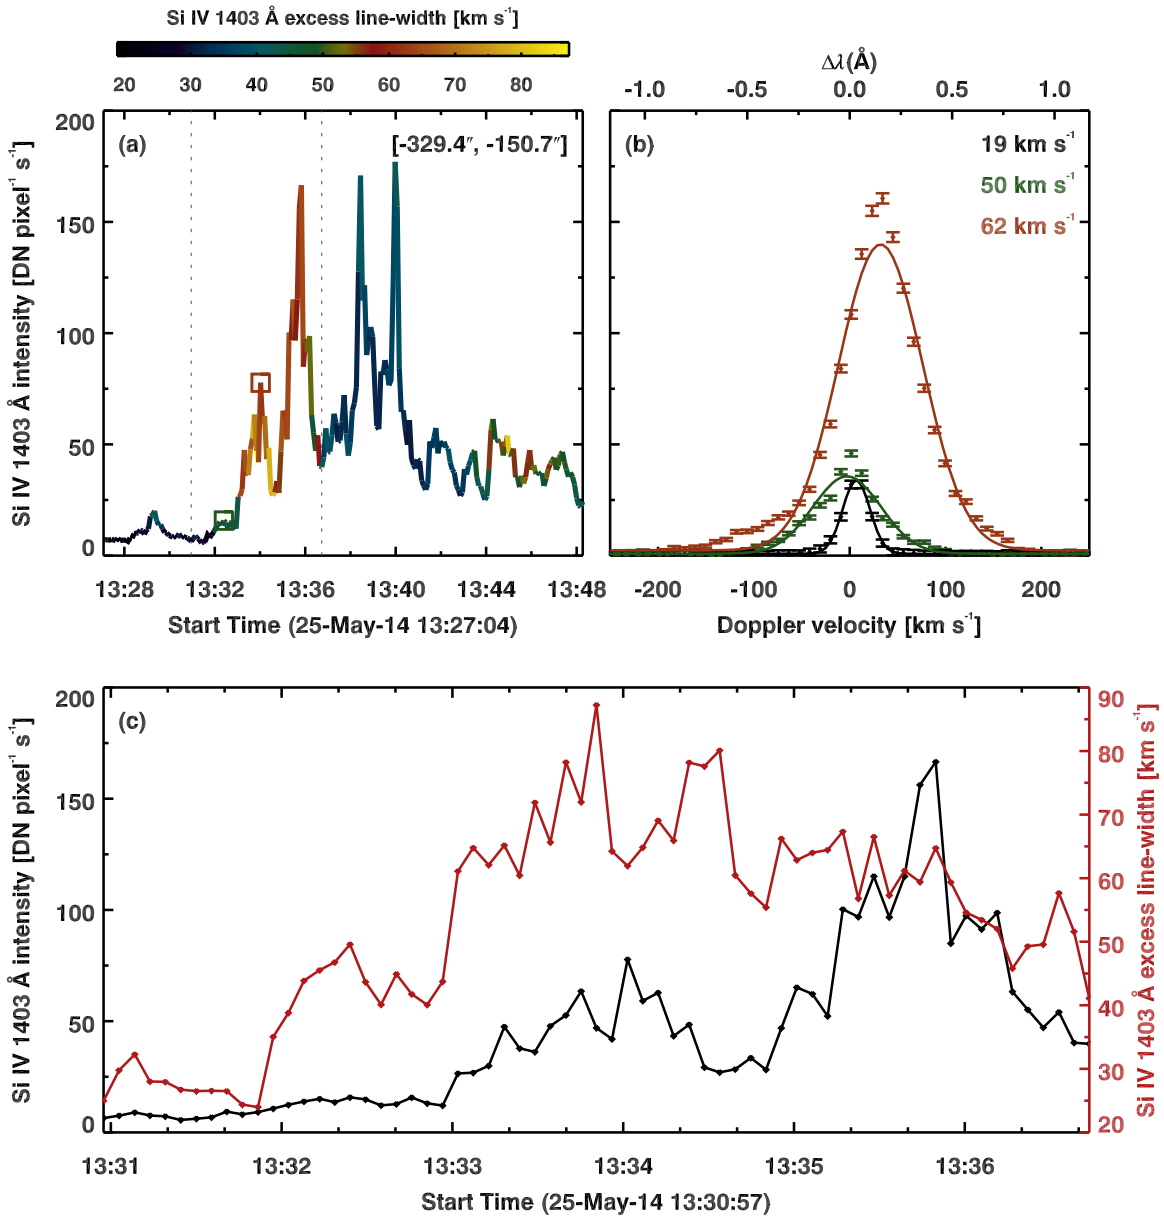 Si IV 1403 Å excess line-width [km s⁻¹]
20 30 40 50 60 70 80
Δλ(Å)
-1.0 -0.5 0.0 0.5 1.0
(a)
[-329.4″, -150.7″]
200
150
100
50
0
Si IV 1403 Å intensity [DN pixel⁻¹ s⁻¹]
13:28 13:32 13:36 13:40 13:44 13:48
Start Time (25-May-14 13:27:04)
(b)
19 km s⁻¹
50 km s⁻¹
62 km s⁻¹
-200 -100 0 100 200
Doppler velocity [km s⁻¹]
(c)
200
150
100
50
0
Si IV 1403 Å intensity [DN pixel⁻¹ s⁻¹]
90
80
70
60
50
40
30
20
Si IV 1403 Å excess line-width [km s⁻¹]
13:31 13:32 13:33 13:34 13:35 13:36
Start Time (25-May-14 13:30:57)